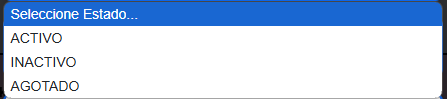 Seleccione Estado...
ACTIVO
INACTIVO
AGOTADO